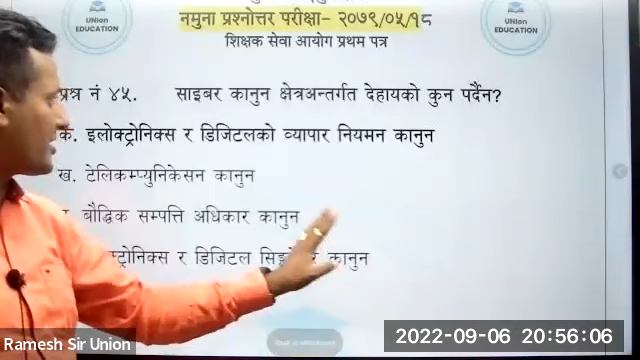 UNion
EDUCATION
UNion
EDUCATION
नमुना प्रश्नोत्तर परीक्षा- २०७९/०५/१८
शिक्षक सेवा आयोग प्रथम पत्र
प्रश्न नं ४५. साइबर कानुन क्षेत्रअन्तर्गत देहायको कुन पर्दैन?
क. इलोक्ट्रोनिक्स र डिजिटलको व्यापार नियमन कानुन
ख. टेलिकम्प्युनिकेसन कानुन
बौद्धिक सम्पत्ति अधिकार कानुन
र डिजिटल कानुन
Ramesh Sir Union
2022-09-06 20:56:06